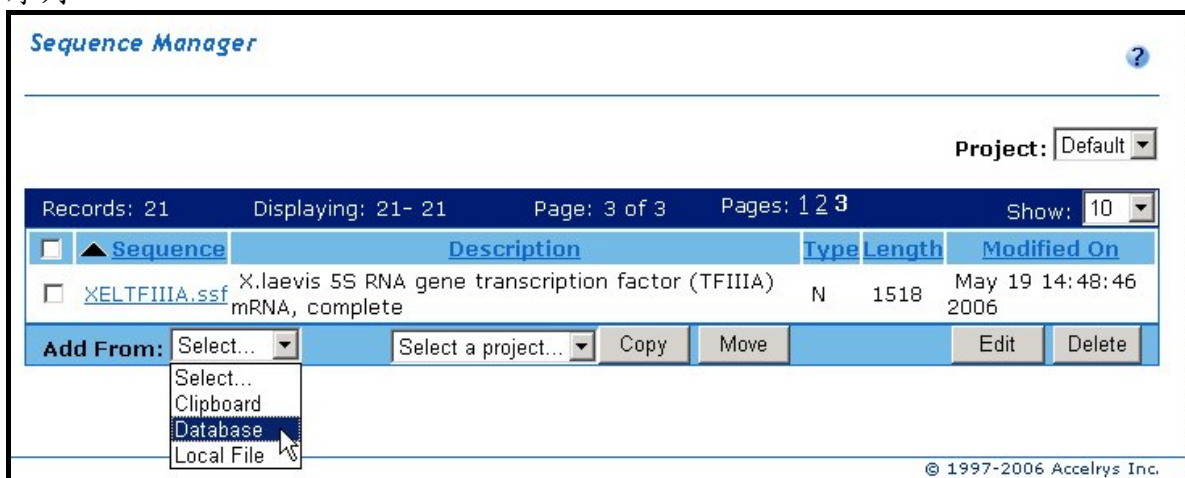 Sequence Manager
?
Project: Default
Records: 21 Displaying: 21- 21 Page: 3 of 3 Pages: 1 2 3 Show: 10
Sequence Description Type Length Modified On
XELTFIIIA.ssf X.laevis 5S RNA gene transcription factor (TFIIIA) mRNA, complete N 1518 May 19 14:48:46 2006
Add From: Select... Select a project... Copy Move Edit Delete
Select...
Clipboard
Database
Local File
© 1997-2006 Accelrys Inc.